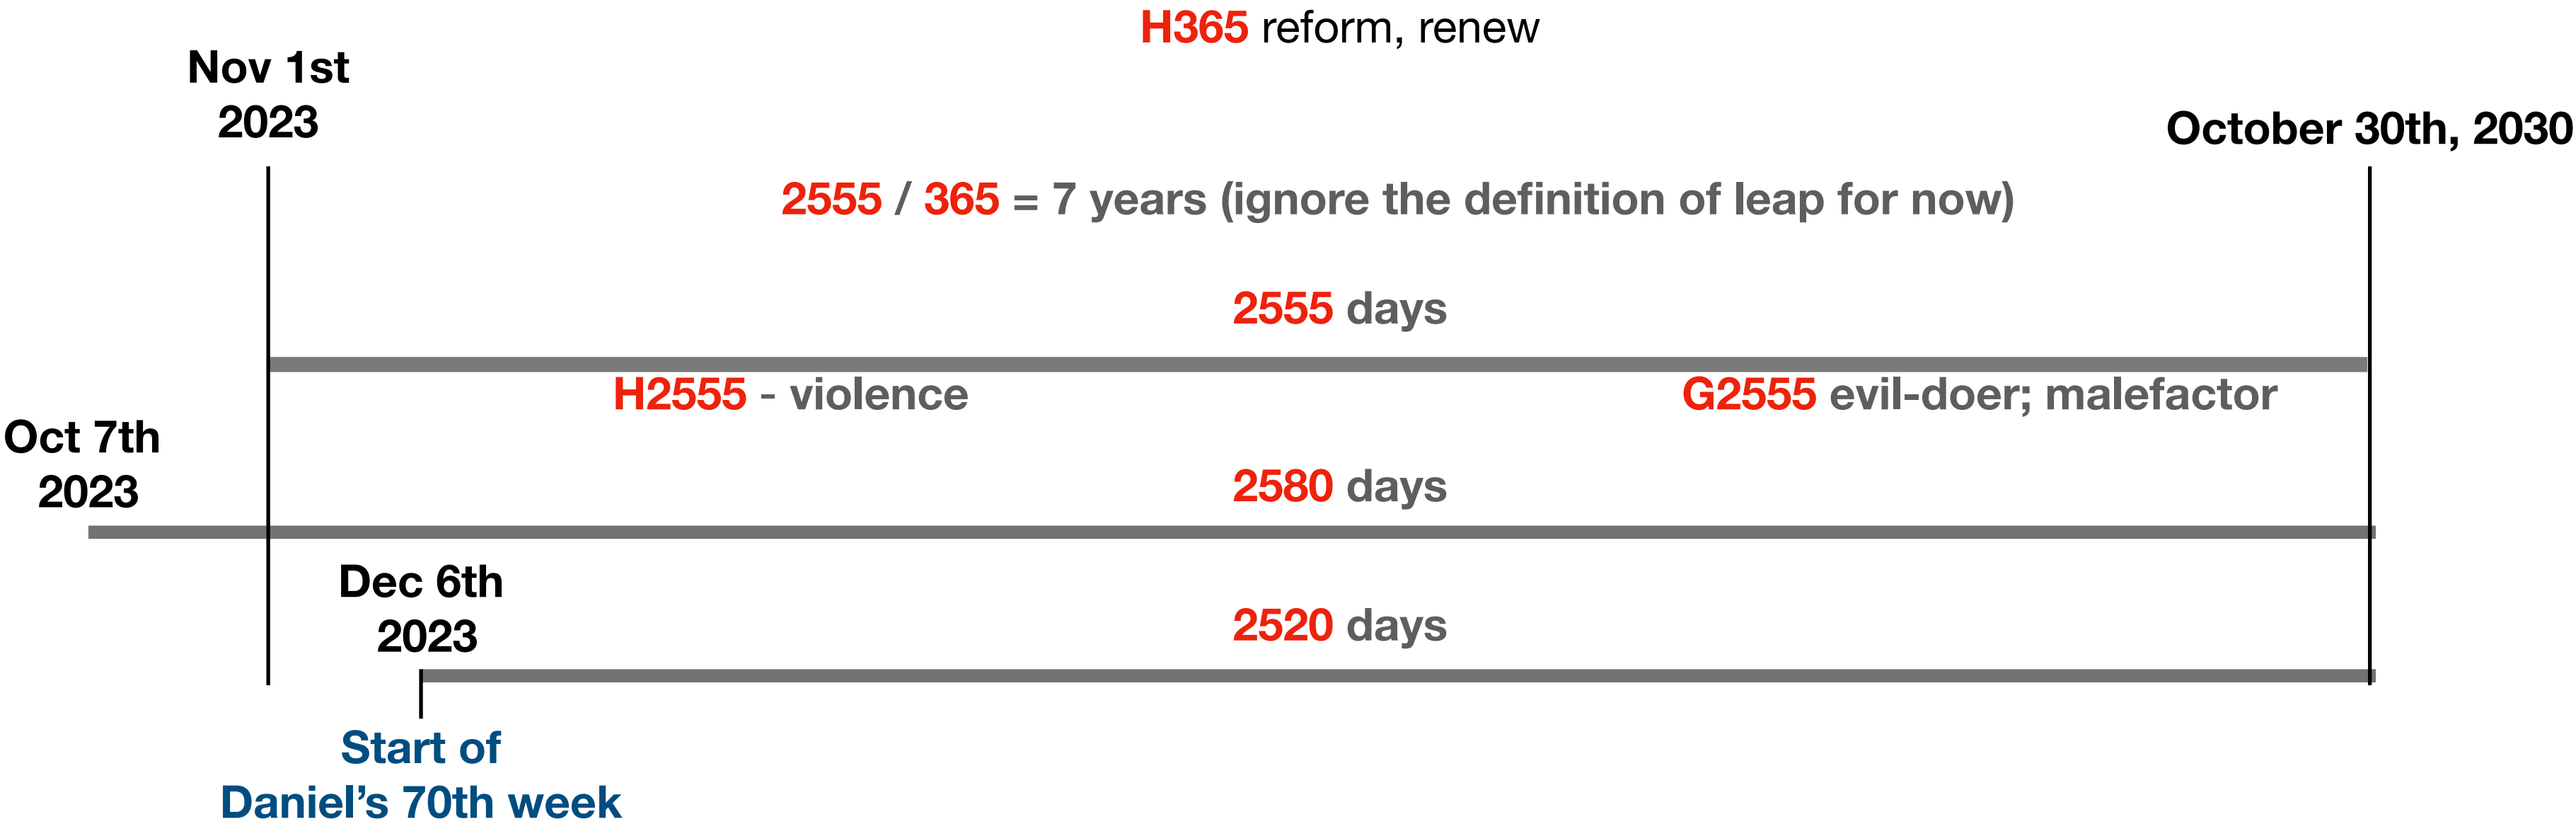 H365 reform, renew
Nov 1st
2023
October 30th, 2030
2555 / 365 = 7 years (ignore the definition of leap for now)
2555 days
H2555 - violence
G2555 evil-doer; malefactor
Oct 7th
2023
2580 days
Dec 6th
2023
2520 days
Start of
Daniel’s 70th week